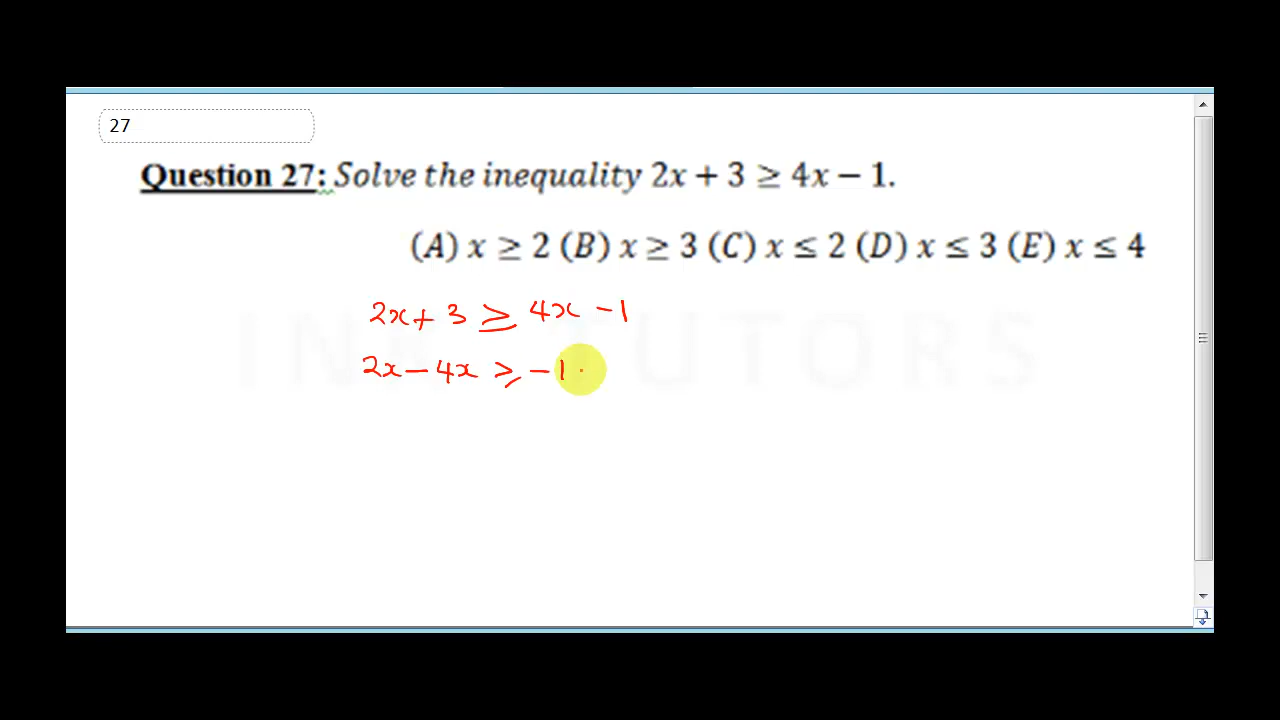 27
Question 27: Solve the inequality 2x + 3 ≥ 4x − 1.
(A) x ≥ 2 (B) x ≥ 3 (C) x ≤ 2 (D) x ≤ 3 (E) x ≤ 4
2x + 3 ≥ 4x − 1
2x − 4x ≥ −1
TUTORS